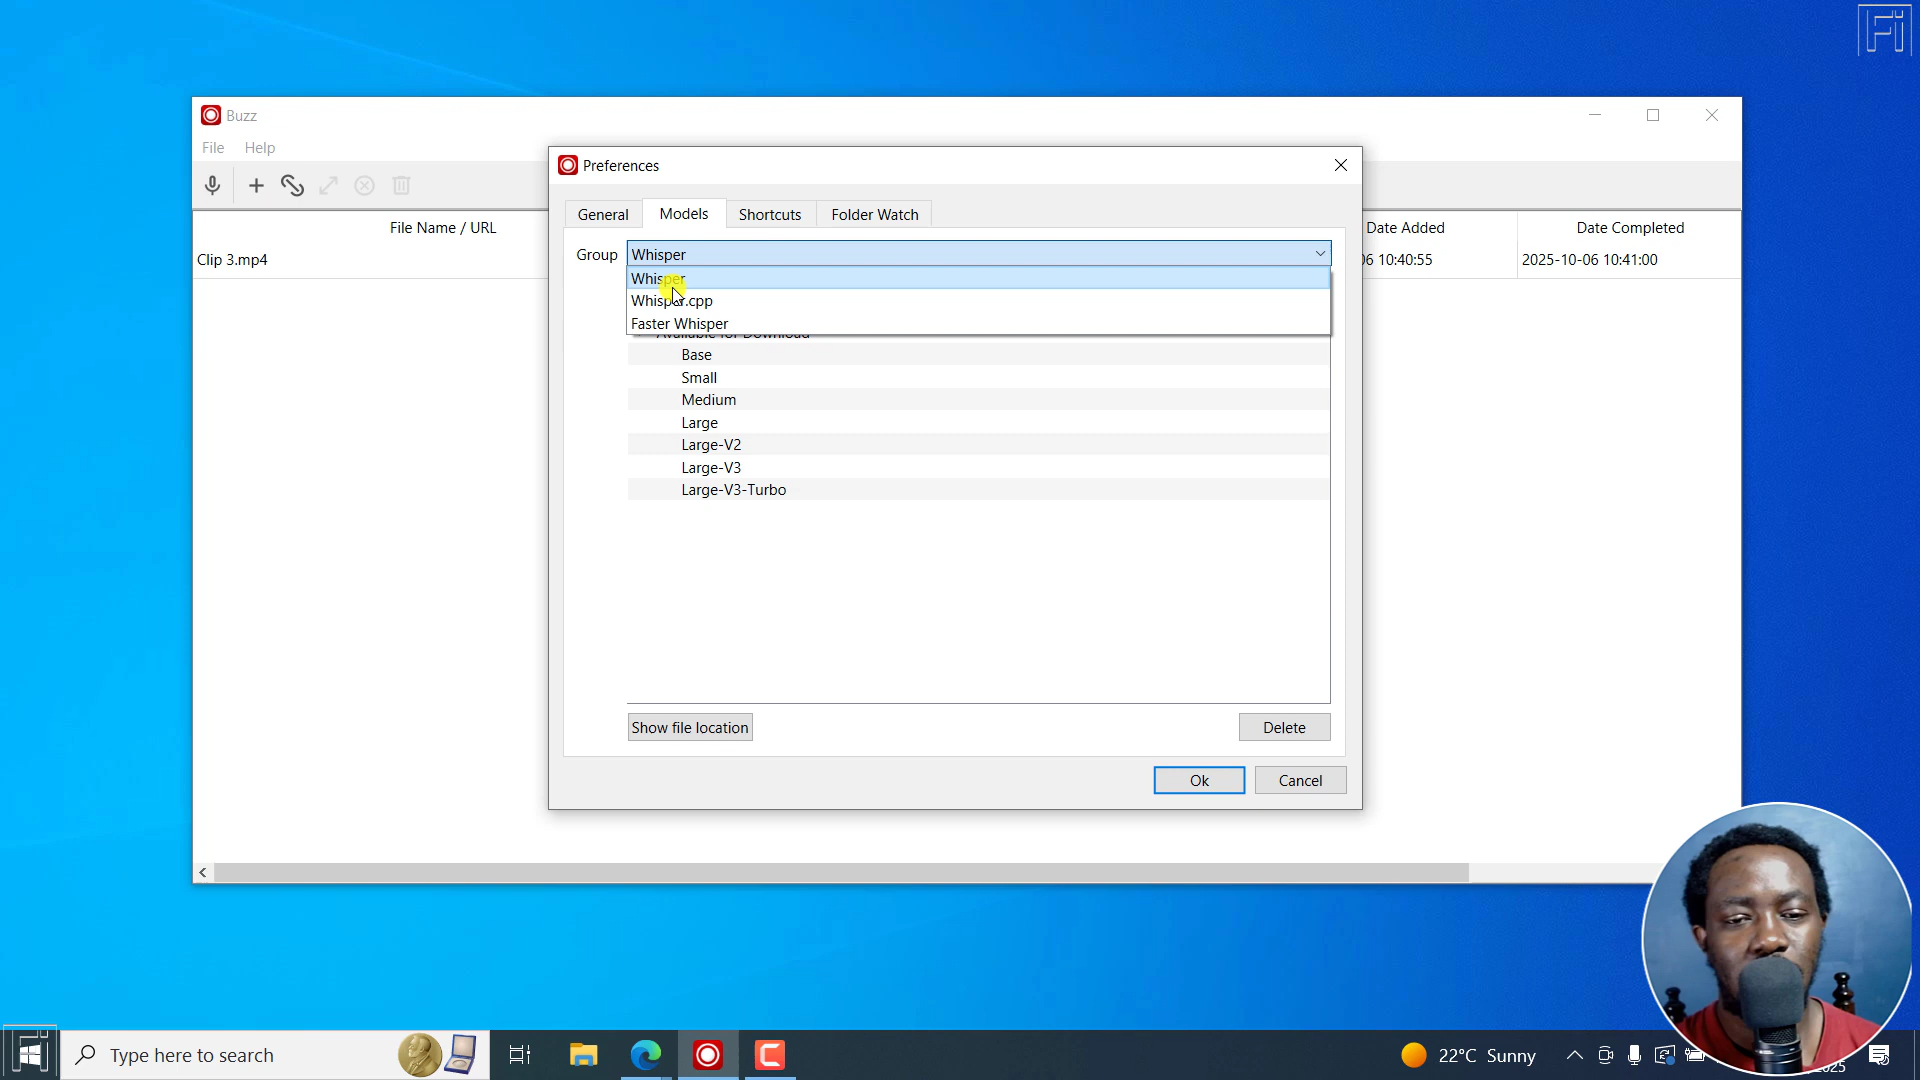 Fi
Buzz
File Help
Preferences
General Models Shortcuts Folder Watch
File Name / URL
Date Added
Date Completed
Clip 3.mp4
06 10:40:55
2025-10-06 10:41:00
Group Whisper
Whisper
Whisper.cpp
Faster Whisper
Available for Download
Base
Small
Medium
Large
Large-V2
Large-V3
Large-V3-Turbo
Show file location
Delete
Ok
Cancel
Fi
Type here to search
22°C Sunny
2025